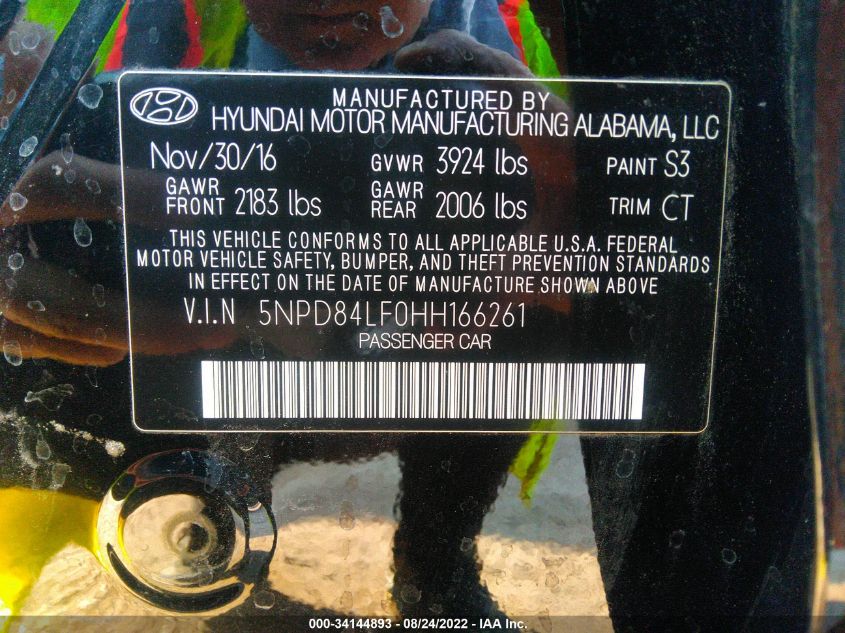 MANUFACTURED BY
HYUNDAI MOTOR MANUFACTURING ALABAMA, LLC
Nov/30/16 GVWR 3924 lbs PAINT S3
GAWR FRONT 2183 lbs GAWR REAR 2006 lbs TRIM CT
THIS VEHICLE CONFORMS TO ALL APPLICABLE U.S.A. FEDERAL
MOTOR VEHICLE SAFETY, BUMPER, AND THEFT PREVENTION STANDARDS
IN EFFECT ON THE DATE OF MANUFACTURE SHOWN ABOVE
V.I.N 5NPD84LF0HH166261
PASSENGER CAR
000-34144893 - 08/24/2022 - IAA Inc.